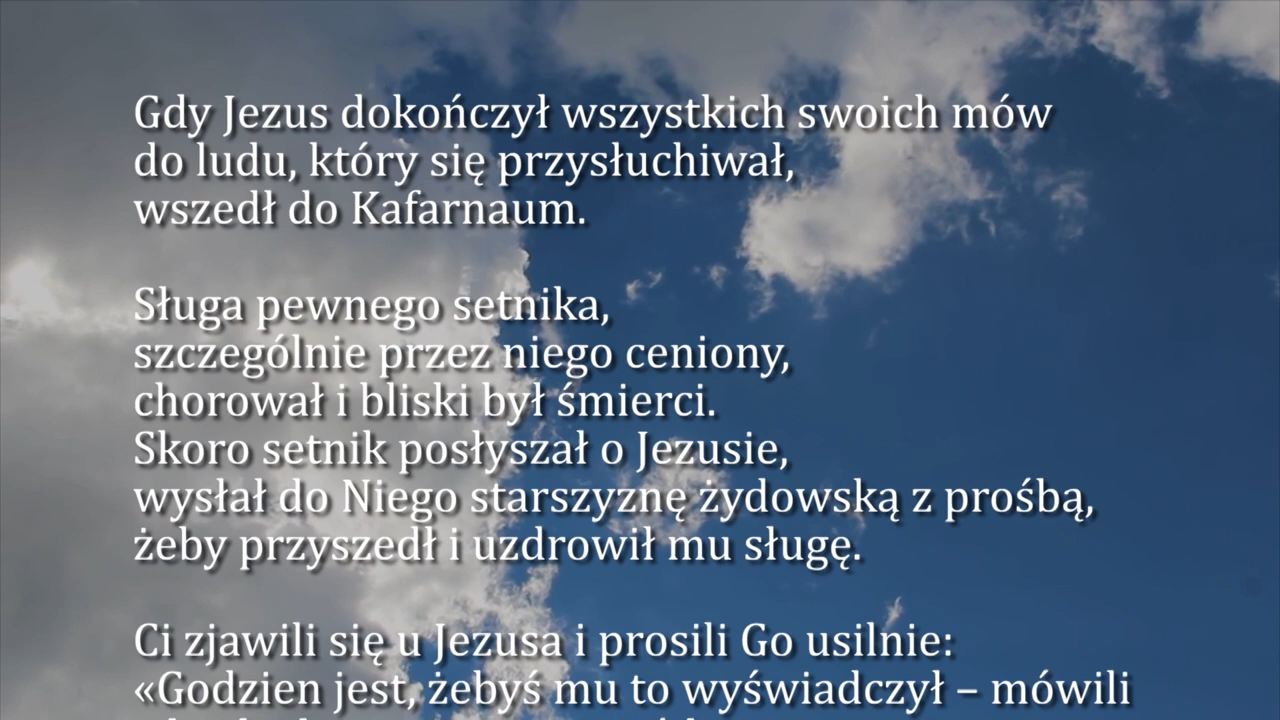 Gdy Jezus dokończył wszystkich swoich mów
do ludu, który się przysłuchiwał,
wszedł do Kafarnaum.
Sługa pewnego setnika,
szczególnie przez niego ceniony,
chorował i bliski był śmierci.
Skoro setnik posłyszał o Jezusie,
wysłał do Niego starszyznę żydowską z prośbą,
żeby przyszedł i uzdrowił mu sługę.
Ci zjawili się u Jezusa i prosili Go usilnie:
«Godzien jest, żebyś mu to wyświadczył – mówili